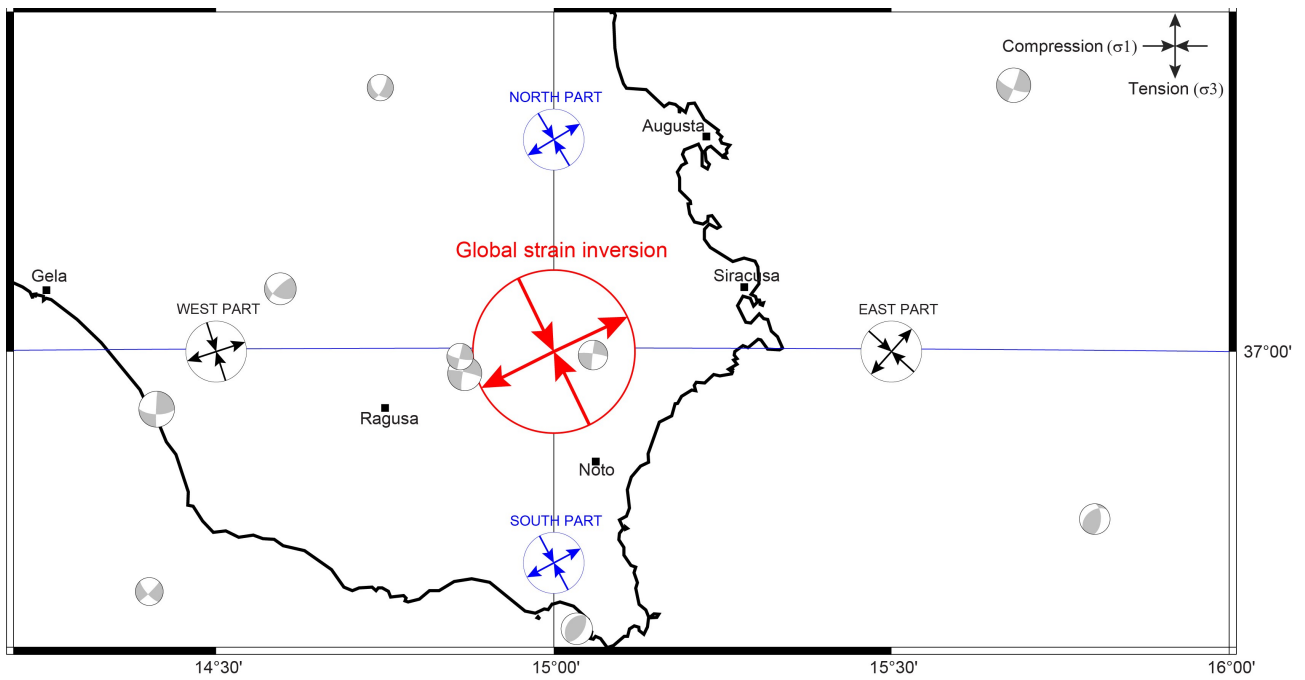 Compression (σ1)
Tension (σ3)
NORTH PART
Augusta
Global strain inversion
Gela
Siracusa
WEST PART
EAST PART
37°00'
Ragusa
Noto
SOUTH PART
14°30'
15°00'
15°30'
16°00'